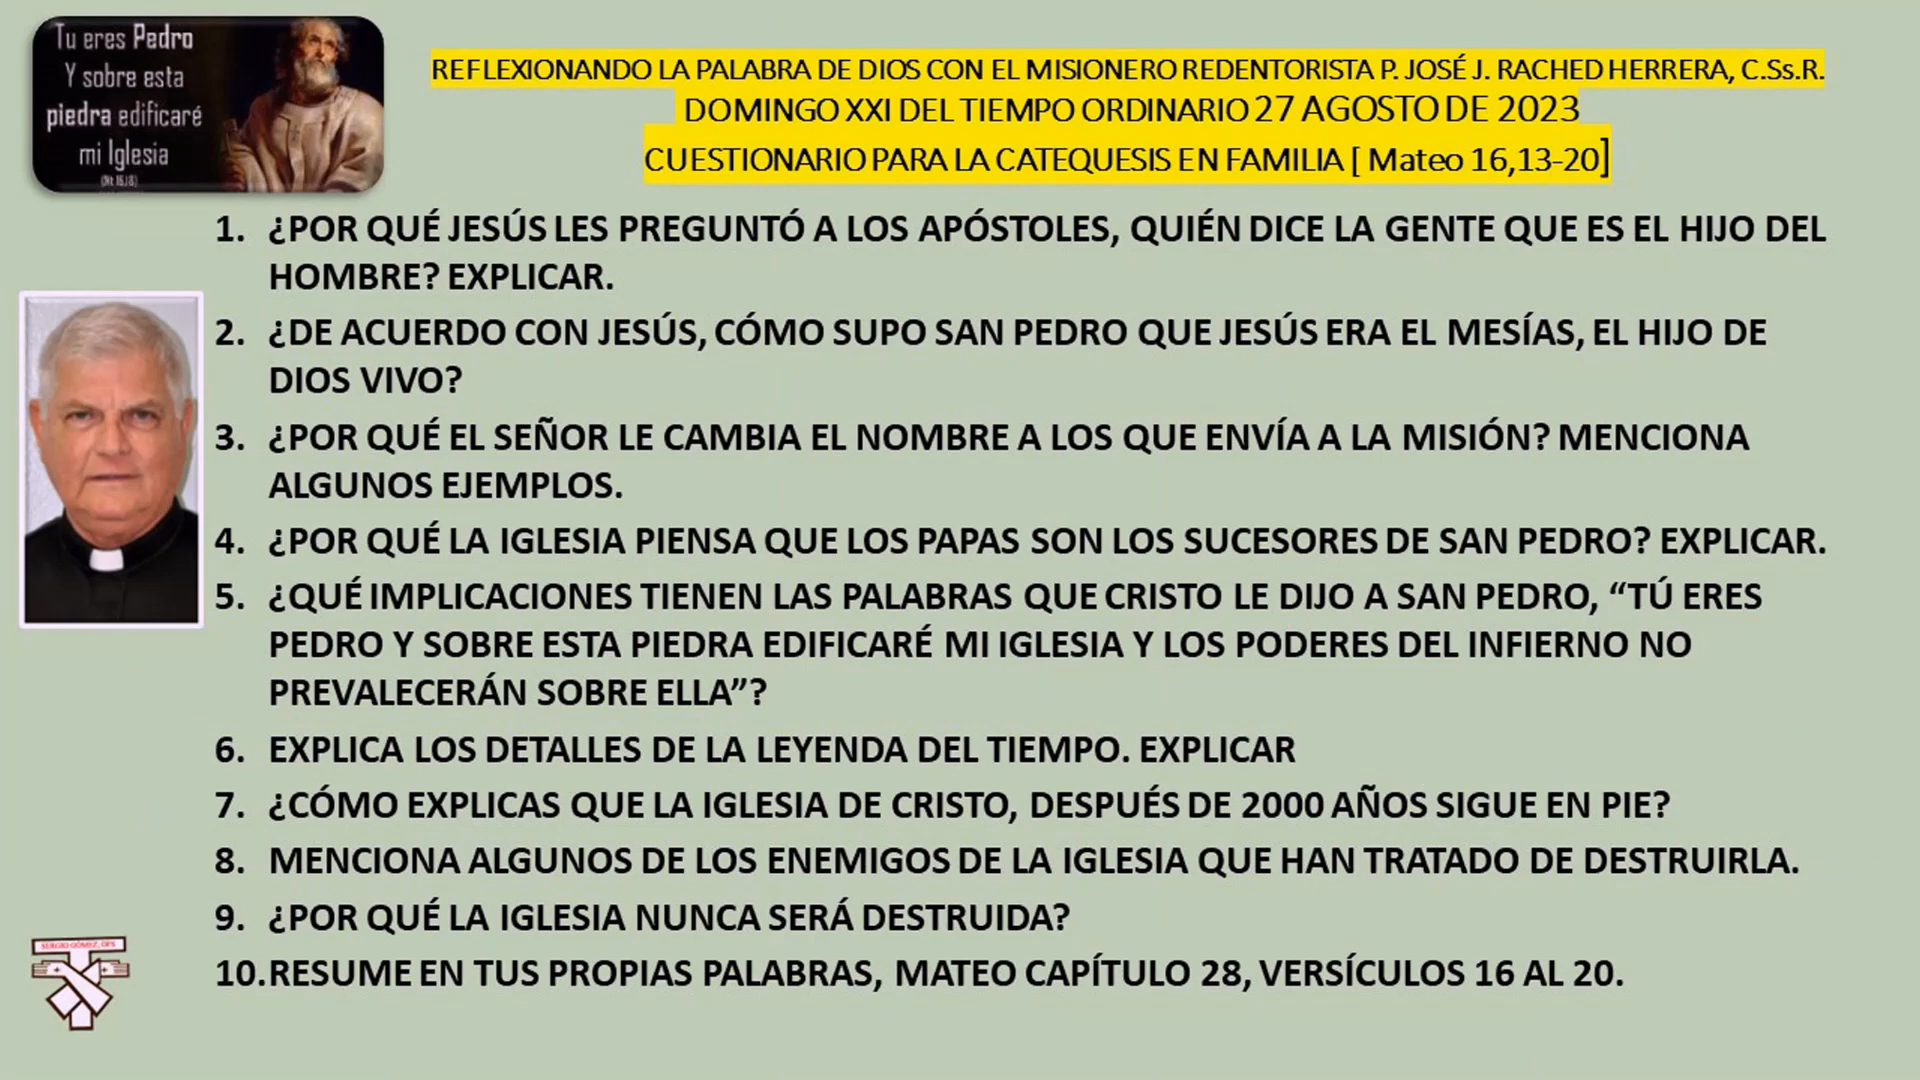 Tu eres Pedro
Y sobre esta
piedra edificaré
mi Iglesia
(Mt 16,18)
REFLEXIONANDO LA PALABRA DE DIOS CON EL MISIONERO REDENTORISTA P. JOSÉ J. RACHED HERRERA, C.Ss.R.
DOMINGO XXI DEL TIEMPO ORDINARIO 27 AGOSTO DE 2023
CUESTIONARIO PARA LA CATEQUESIS EN FAMILIA [ Mateo 16,13-20]
1. ¿POR QUÉ JESÚS LES PREGUNTÓ A LOS APÓSTOLES, QUIÉN DICE LA GENTE QUE ES EL HIJO DEL
HOMBRE? EXPLICAR.
2. ¿DE ACUERDO CON JESÚS, CÓMO SUPO SAN PEDRO QUE JESÚS ERA EL MESÍAS, EL HIJO DE
DIOS VIVO?
3. ¿POR QUÉ EL SEÑOR LE CAMBIA EL NOMBRE A LOS QUE ENVÍA A LA MISIÓN? MENCIONA
ALGUNOS EJEMPLOS.
4. ¿POR QUÉ LA IGLESIA PIENSA QUE LOS PAPAS SON LOS SUCESORES DE SAN PEDRO? EXPLICAR.
5. ¿QUÉ IMPLICACIONES TIENEN LAS PALABRAS QUE CRISTO LE DIJO A SAN PEDRO, “TÚ ERES
PEDRO Y SOBRE ESTA PIEDRA EDIFICARÉ MI IGLESIA Y LOS PODERES DEL INFIERNO NO
PREVALECERÁN SOBRE ELLA”?
6. EXPLICA LOS DETALLES DE LA LEYENDA DEL TIEMPO. EXPLICAR
7. ¿CÓMO EXPLICAS QUE LA IGLESIA DE CRISTO, DESPUÉS DE 2000 AÑOS SIGUE EN PIE?
8. MENCIONA ALGUNOS DE LOS ENEMIGOS DE LA IGLESIA QUE HAN TRATADO DE DESTRUIRLA.
9. ¿POR QUÉ LA IGLESIA NUNCA SERÁ DESTRUIDA?
10. RESUME EN TUS PROPIAS PALABRAS, MATEO CAPÍTULO 28, VERSÍCULOS 16 AL 20.
SERGIO GÓMEZ, OFS